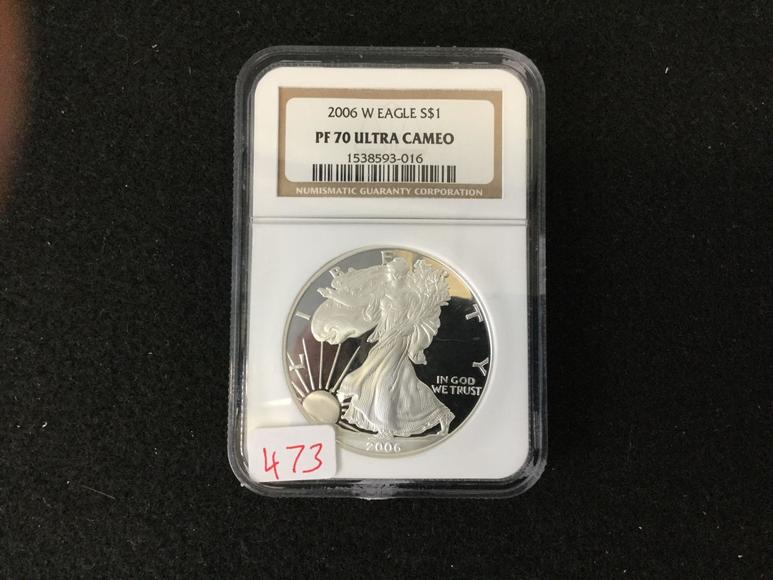 2006 W EAGLE S$1
PF 70 ULTRA CAMEO
1538593-016
NUMISMATIC GUARANTY CORPORATION
LIBERTY
IN GOD
WE TRUST
2006
473